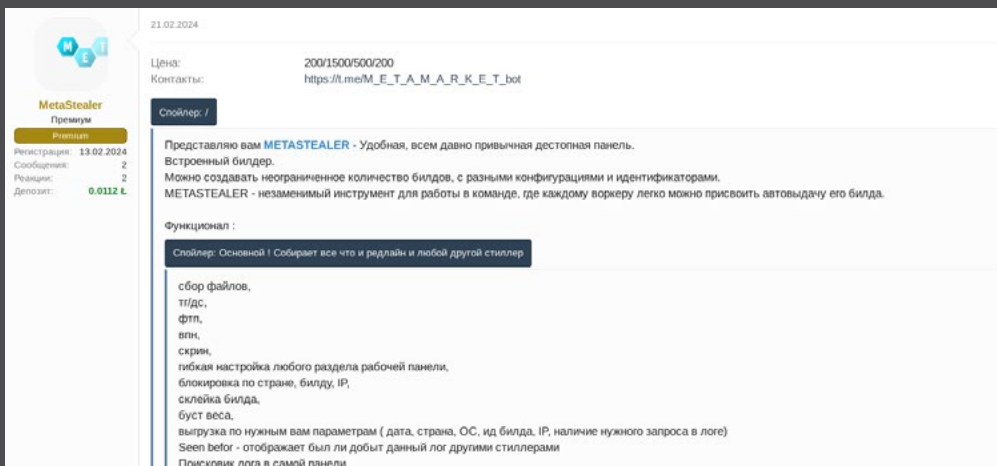 21.02.2024
MET
MetaStealer
Премиум
Premium
Регистрация: 13.02.2024
Сообщения: 2
Реакции: 2
Депозит: 0.0112 Ł
Цена: 200/1500/500/200
Контакты: https://t.me/M_E_T_A_M_A_R_K_E_T_bot
Спойлер: /
Представляю вам METASTEALER - Удобная, всем давно привычная дестопная панель.
Встроенный билдер.
Можно создавать неограниченное количество билдов, с разными конфигурациями и идентификаторами.
METASTEALER - незаменимый инструмент для работы в команде, где каждому воркеру легко можно присвоить автовыдачу его билда.
Функционал :
Спойлер: Основной ! Собирает все что и редлайн и любой другой стиллер
сбор файлов,
тг/дс,
фтп,
впн,
скрин,
гибкая настройка любого раздела рабочей панели,
блокировка по стране, билду, IP,
склейка билда,
буст веса,
выгрузка по нужным вам параметрам ( дата, страна, ОС, ид билда, IP, наличие нужного запроса в логе)
Seen befor - отображает был ли добыт данный лог другими стиллерами
Поисковик лога в самой панели